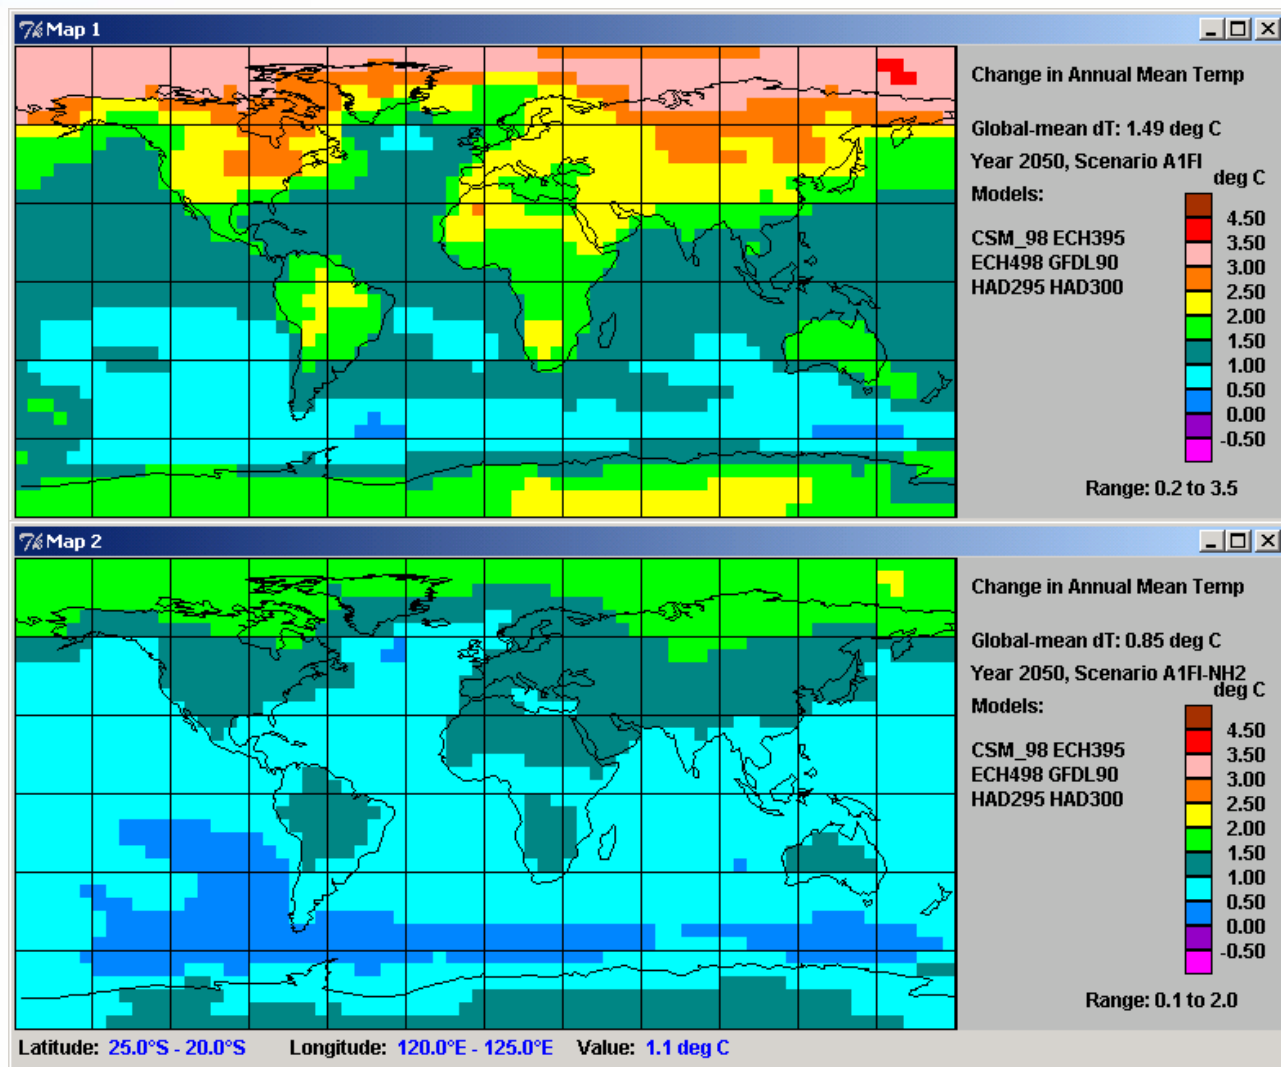 Map 1
Change in Annual Mean Temp
Global-mean dT: 1.49 deg C
Year 2050, Scenario A1FI
deg C
Models:
4.50
CSM_98 ECH395
3.50
ECH498 GFDL90
3.00
HAD295 HAD300
2.50
2.00
1.50
1.00
0.50
0.00
-0.50
Range: 0.2 to 3.5
Map 2
Change in Annual Mean Temp
Global-mean dT: 0.85 deg C
Year 2050, Scenario A1FI-NH2
deg C
Models:
4.50
CSM_98 ECH395
3.50
ECH498 GFDL90
3.00
HAD295 HAD300
2.50
2.00
1.50
1.00
0.50
0.00
-0.50
Range: 0.1 to 2.0
Latitude: 25.0°S - 20.0°S Longitude: 120.0°E - 125.0°E Value: 1.1 deg C